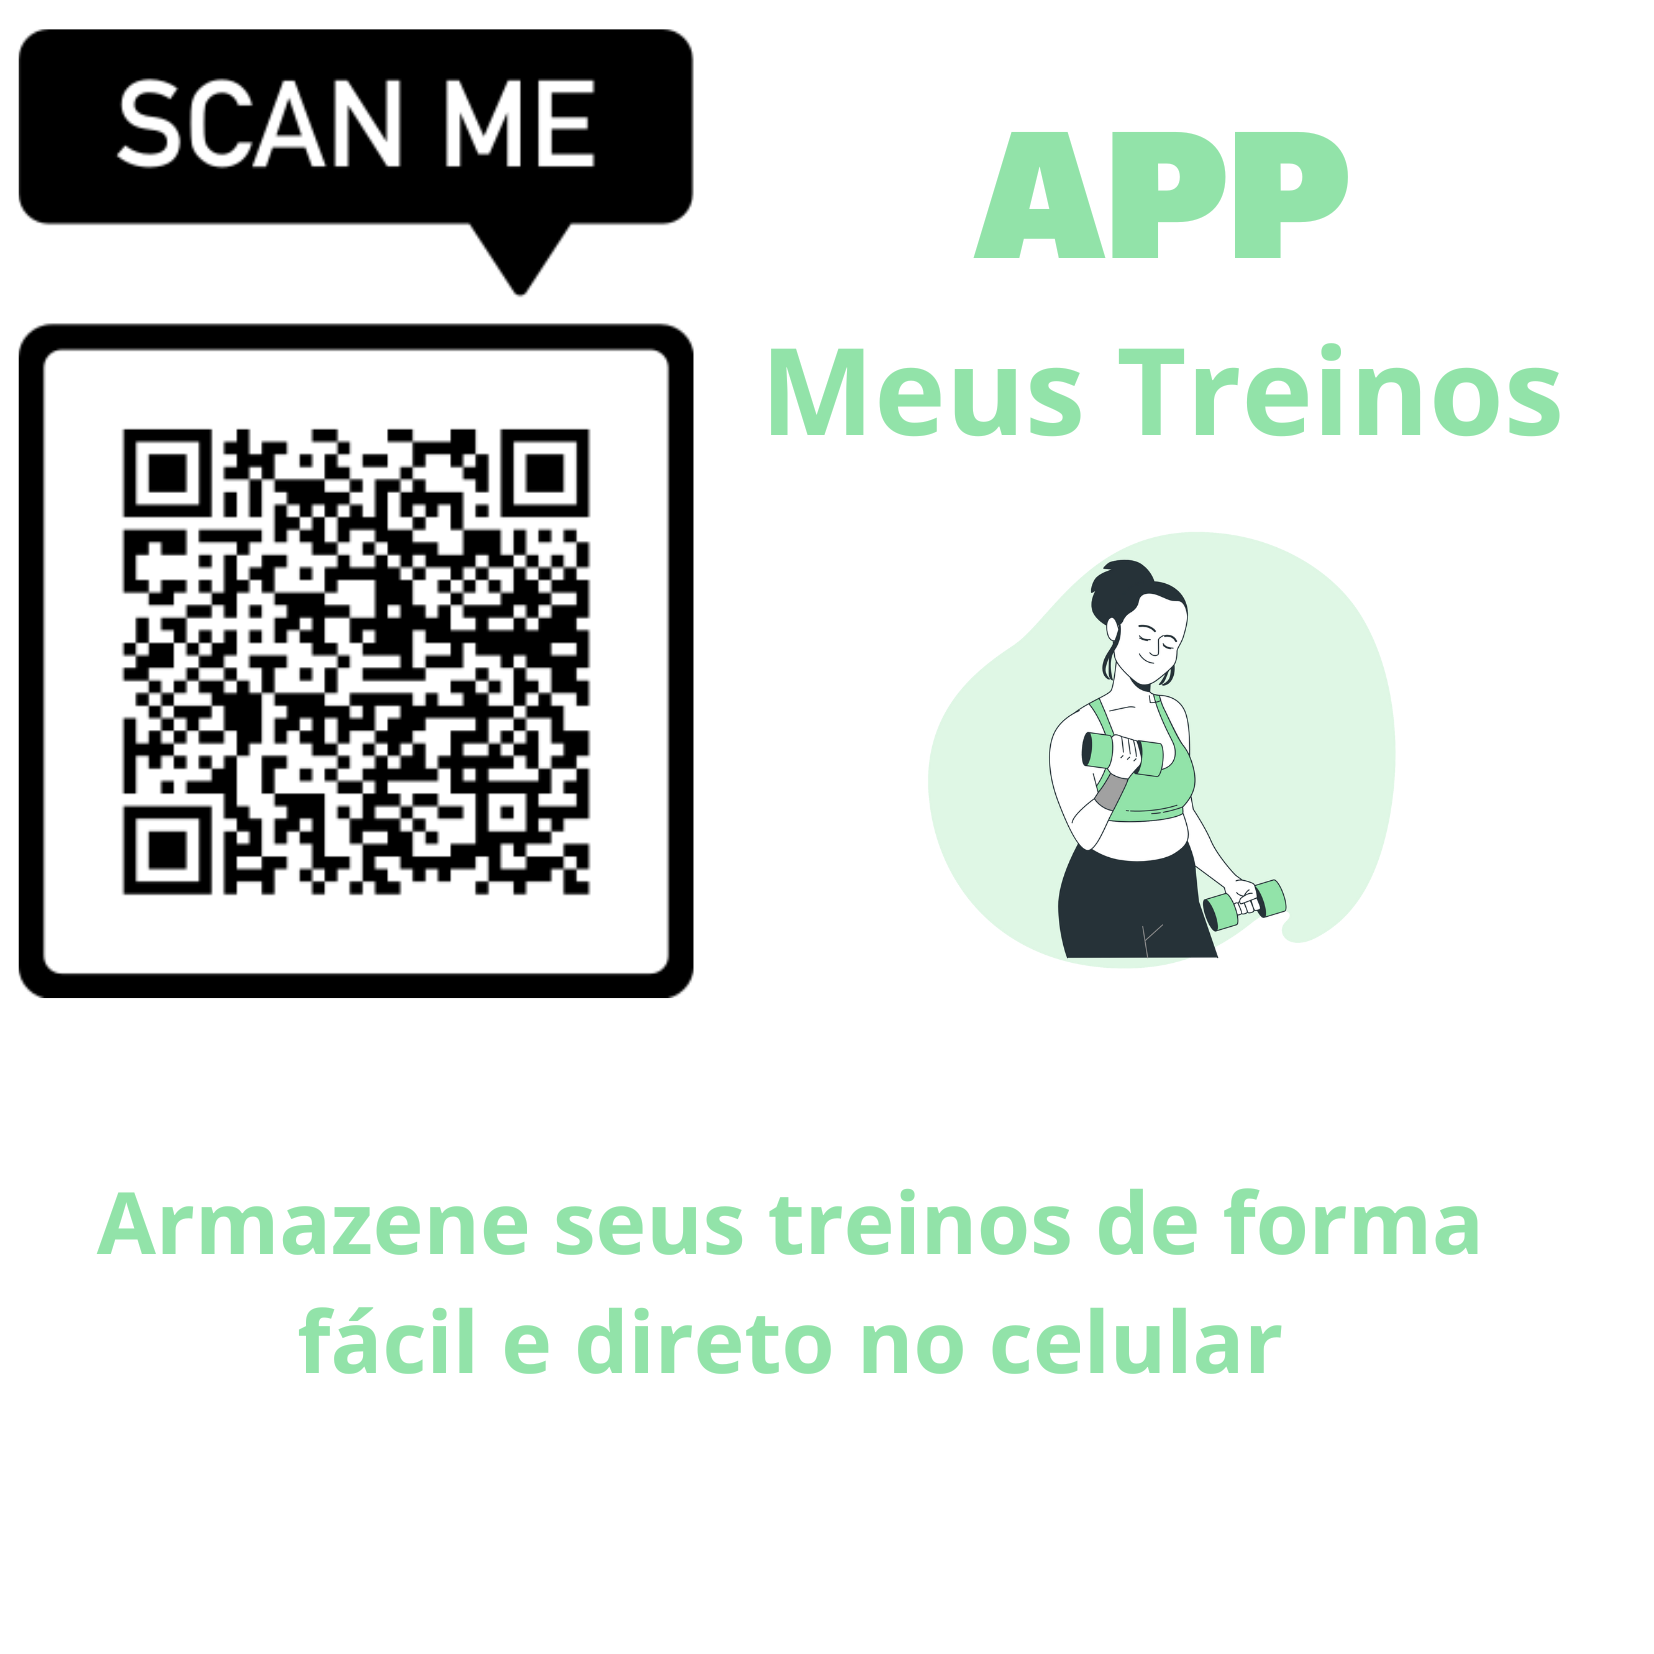 SCAN ME
APP
Meus Treinos
Armazene seus treinos de forma
fácil e direto no celular